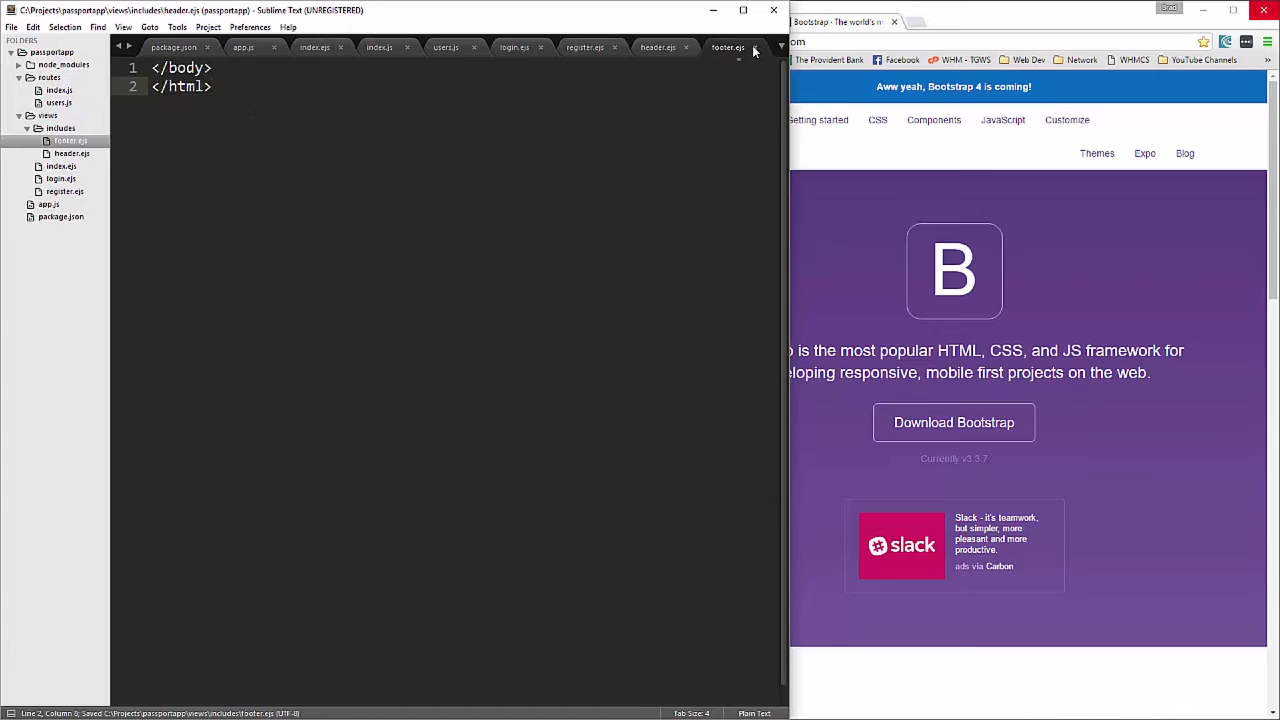 C:\Projects\passportapp\views\includes\header.ejs (passportapp) - Sublime Text (UNREGISTERED)
File Edit Selection Find View Goto Tools Project Preferences Help
FOLDERS
passportapp
node_modules
routes
index.js
users.js
views
includes
footer.ejs
header.ejs
index.ejs
login.ejs
register.ejs
app.js
package.json
package.json app.js index.ejs index.js users.js login.ejs register.ejs header.ejs footer.ejs
1 </body>
2 </html>
Line 2, Column 8; Saved C:\Projects\passportapp\views\includes\footer.ejs (UTF-8)
Tab Size: 4 Plain Text
Brad
Bootstrap · The world's m
om
The Provident Bank Facebook WHM - TGWS Web Dev WHMCS YouTube Channels »
Aww yeah, Bootstrap 4 is coming!
Getting started CSS Components JavaScript Customize
Themes Expo Blog
B
p is the most popular HTML, CSS, and JS framework for
eloping responsive, mobile first projects on the web.
Download Bootstrap
Currently v3.3.7
slack
Slack - it's teamwork,
but simpler, more
pleasant and more
productive.
ads via Carbon